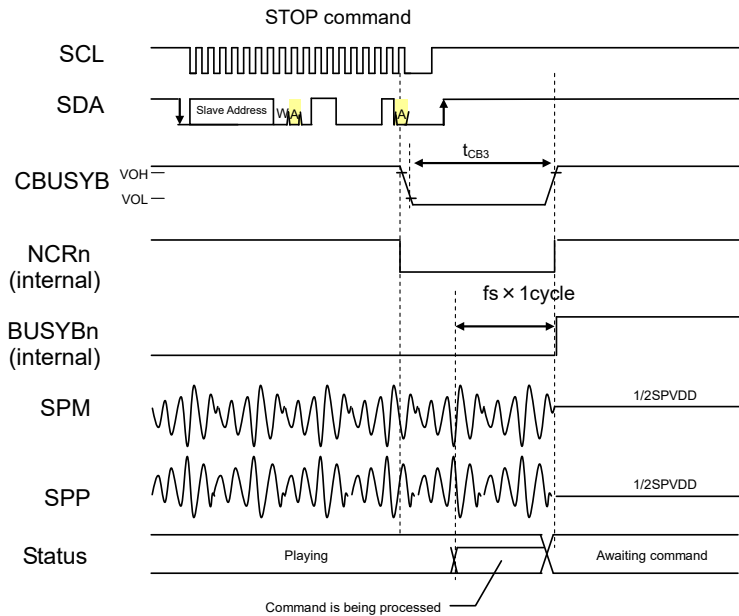 STOP command
SCL
SDA
Slave Address
W
A
A
CBUSYB
VOH
VOL
tCB3
NCRn
(internal)
fs × 1cycle
BUSYBn
(internal)
SPM
1/2SPVDD
SPP
1/2SPVDD
Status
Playing
Awaiting command
Command is being processed